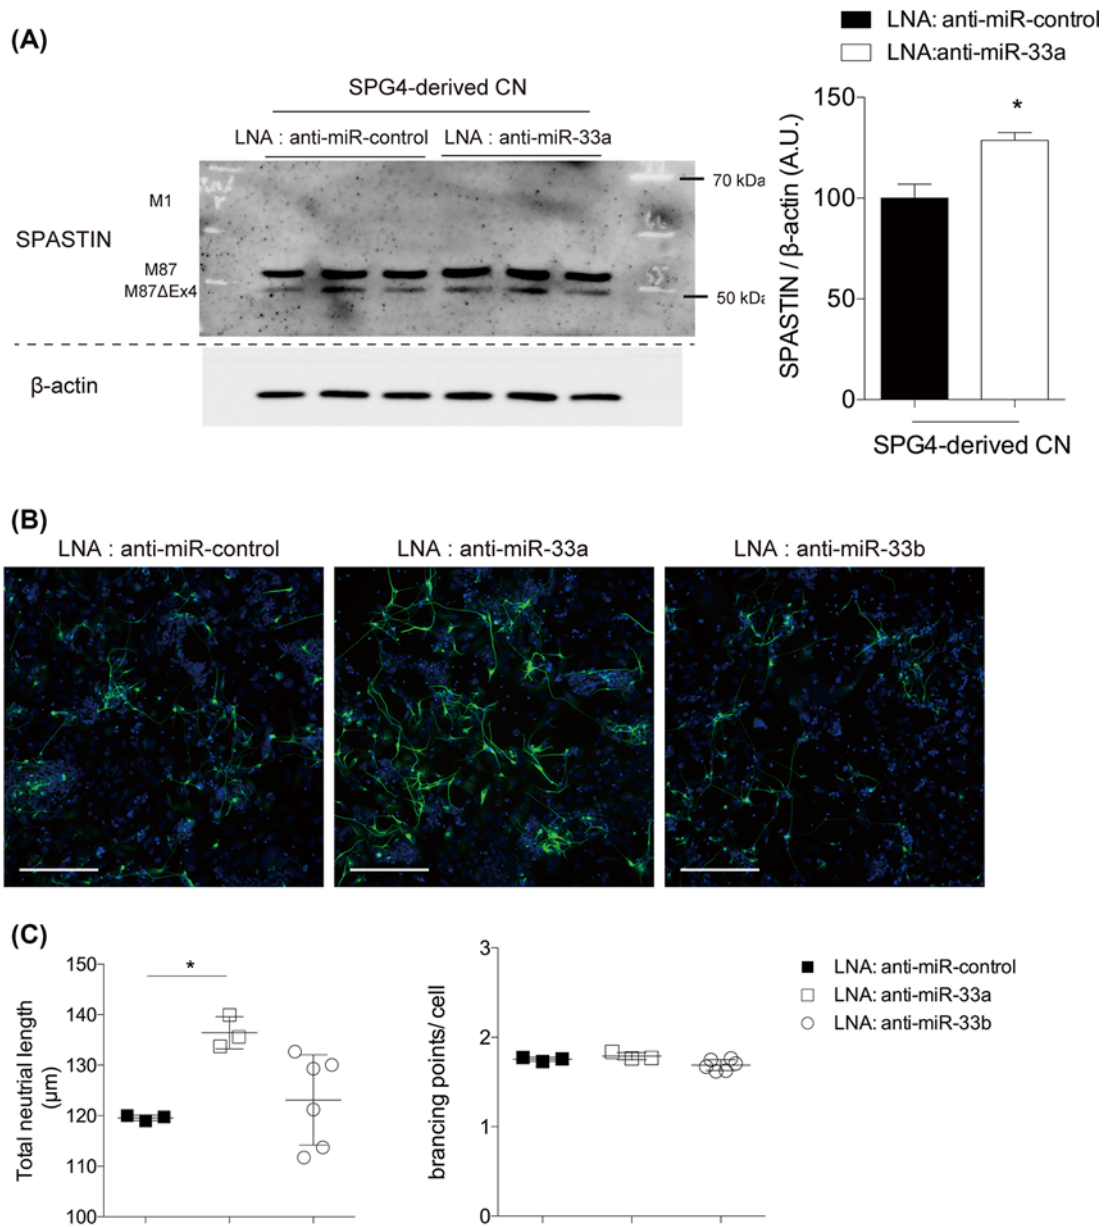 (A)
LNA: anti-miR-control
LNA:anti-miR-33a
SPG4-derived CN
LNA : anti-miR-control
LNA : anti-miR-33a
70 kDa
M1
SPASTIN
M87
M87ΔEx4
50 kDa
β-actin
SPASTIN / β-actin (A.U.)
150
100
50
0
*
SPG4-derived CN
(B)
LNA : anti-miR-control
LNA : anti-miR-33a
LNA : anti-miR-33b
(C)
Total neutrial length
(μm)
150
140
130
120
110
100
*
brancing points/ cell
3
2
1
0
LNA: anti-miR-control
LNA: anti-miR-33a
LNA: anti-miR-33b